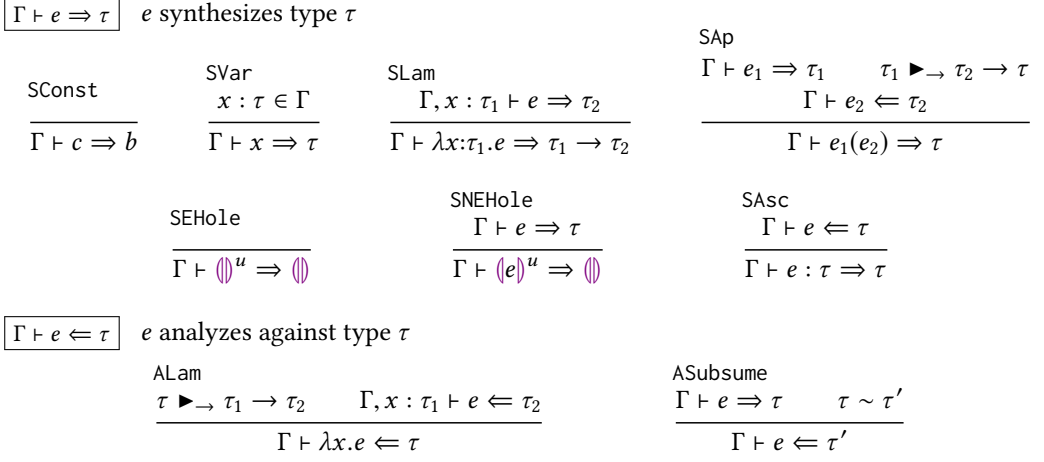 Γ ⊢ e ⇒ τ   e synthesizes type τ
SConst
Γ ⊢ c ⇒ b
SVar
x : τ ∈ Γ
Γ ⊢ x ⇒ τ
SLam
Γ, x : τ₁ ⊢ e ⇒ τ₂
Γ ⊢ λx:τ₁.e ⇒ τ₁ → τ₂
SAp
Γ ⊢ e₁ ⇒ τ₁   τ₁ ▶→ τ₂ → τ
Γ ⊢ e₂ ⇐ τ₂
Γ ⊢ e₁(e₂) ⇒ τ
SEHole
Γ ⊢ ⦇⦈ᵘ ⇒ ⦇⦈
SNEHole
Γ ⊢ e ⇒ τ
Γ ⊢ ⦇e⦈ᵘ ⇒ ⦇⦈
SAsc
Γ ⊢ e ⇐ τ
Γ ⊢ e : τ ⇒ τ
Γ ⊢ e ⇐ τ   e analyzes against type τ
ALam
τ ▶→ τ₁ → τ₂   Γ, x : τ₁ ⊢ e ⇐ τ₂
Γ ⊢ λx.e ⇐ τ
ASubsume
Γ ⊢ e ⇒ τ   τ ∼ τ′
Γ ⊢ e ⇐ τ′